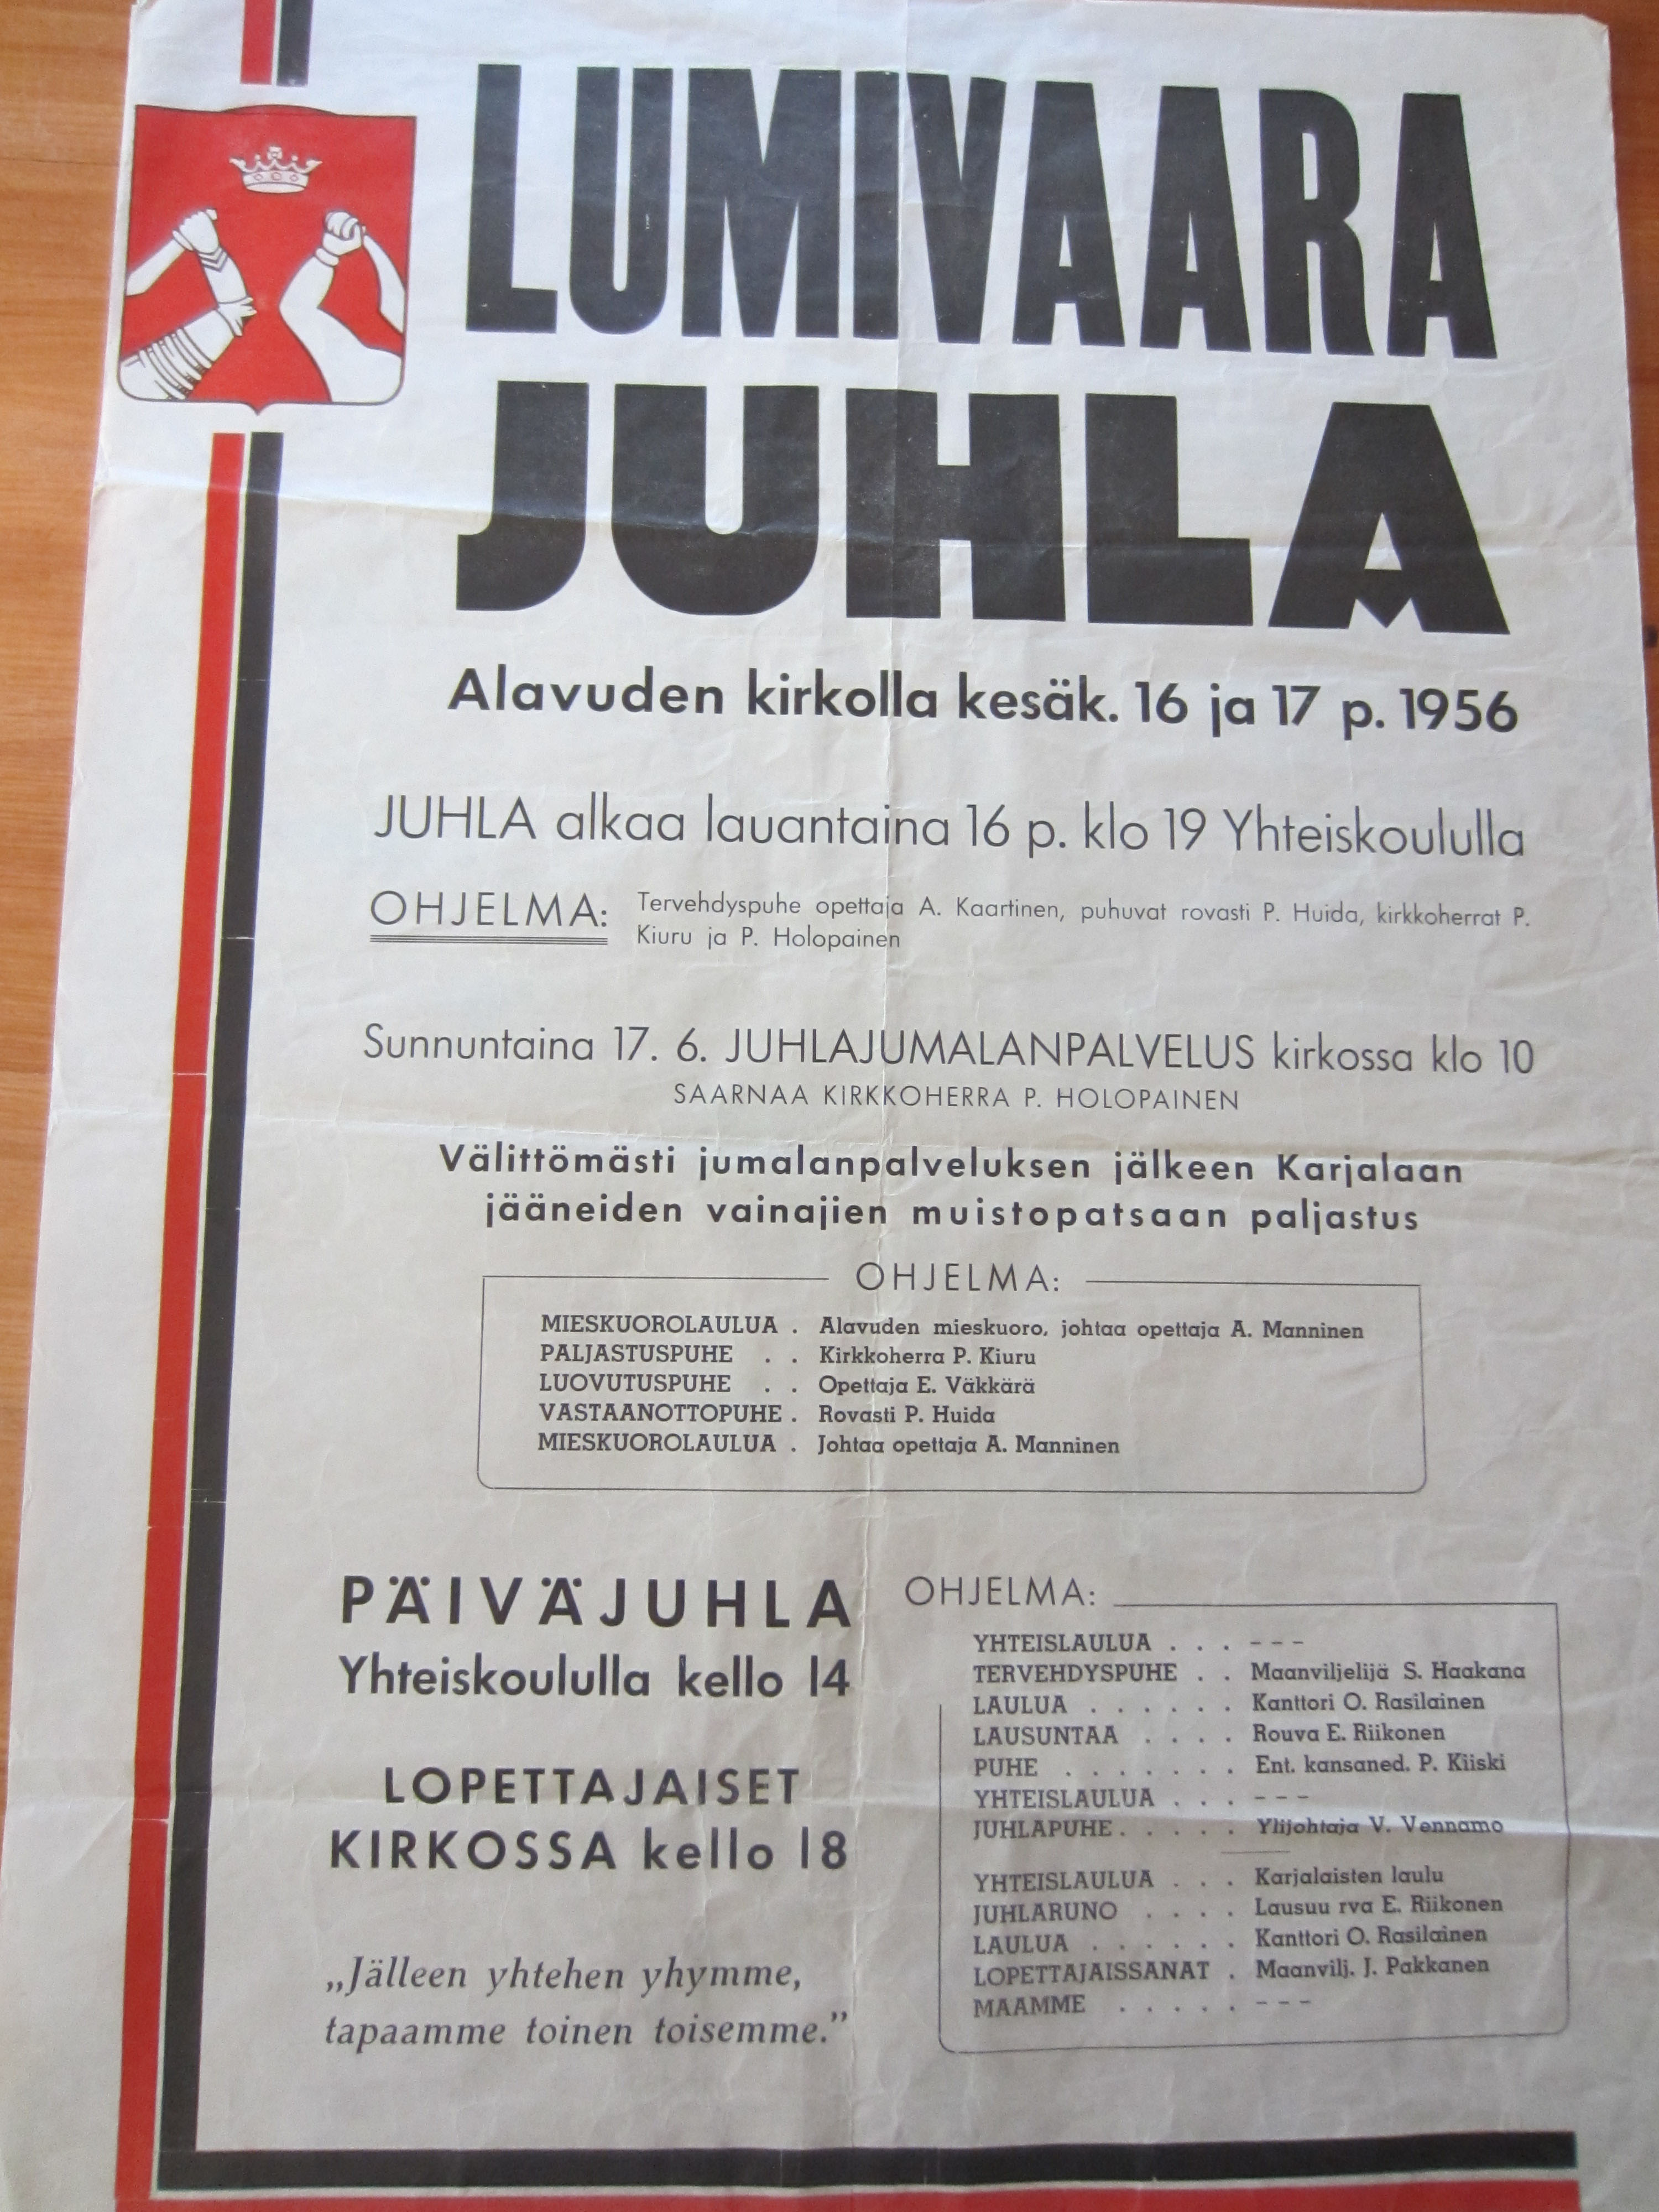 LUMIVAARA
JUHLA
Alavuden kirkolla kesäk. 16 ja 17 p. 1956
JUHLA alkaa lauantaina 16 p. klo 19 Yhteiskoululla
OHJELMA: Tervehdyspuhe opettaja A. Kaartinen, puhuvat rovasti P. Huida, kirkkoherrat P.
Kiuru ja P. Holopainen
Sunnuntaina 17. 6. JUHLAJUMALANPALVELUS kirkossa klo 10
SAARNAA KIRKKOHERRA P. HOLOPAINEN
Välittömästi jumalanpalveluksen jälkeen Karjalaan
jääneiden vainajien muistopatsaan paljastus
OHJELMA:
MIESKUOROLAULUA . Alavuden mieskuoro, johtaa opettaja A. Manninen
PALJASTUSPUHE . . Kirkkoherra P. Kiuru
LUOVUTUSPUHE . . Opettaja E. Väkkärä
VASTAANOTTOPUHE . Rovasti P. Huida
MIESKUOROLAULUA . Johtaa opettaja A. Manninen
PÄIVÄJUHLA
Yhteiskoululla kello 14
LOPETTAJAISET
KIRKOSSA kello 18
„Jälleen yhtehen yhymme,
tapaamme toinen toisemme.”
OHJELMA:
YHTEISLAULUA . . . – – –
TERVEHDYSPUHE . . Maanviljelijä S. Haakana
LAULUA . . . . . . Kanttori O. Rasilainen
LAUSUNTAA . . . . Rouva E. Riikonen
PUHE . . . . . . . Ent. kansaned. P. Kiiski
YHTEISLAULUA . . . – – –
JUHLAPUHE . . . . . Ylijohtaja V. Vennamo
YHTEISLAULUA . . . Karjalaisten laulu
JUHLARUNO . . . . Lausuu rva E. Riikonen
LAULUA . . . . . . Kanttori O. Rasilainen
LOPETTAJAISSANAT . Maanvilj. J. Pakkanen
MAAMME . . . . . – – –